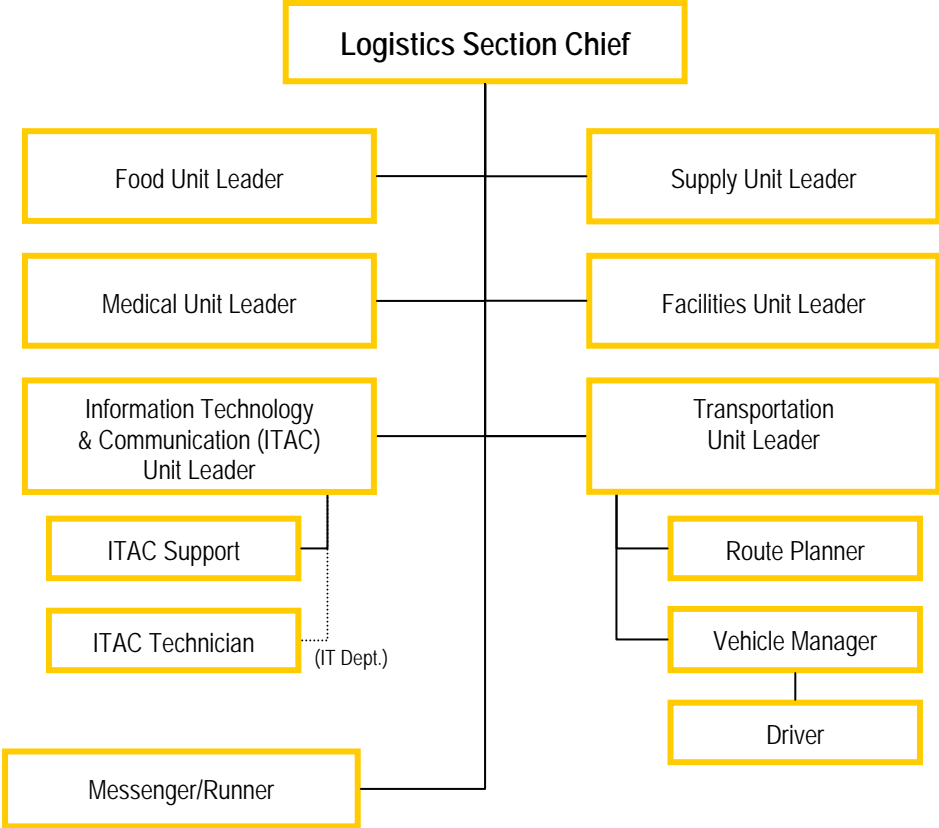 Logistics Section Chief
Food Unit Leader
Supply Unit Leader
Medical Unit Leader
Facilities Unit Leader
Information Technology
& Communication (ITAC)
Unit Leader
Transportation
Unit Leader
ITAC Support
Route Planner
ITAC Technician
(IT Dept.)
Vehicle Manager
Driver
Messenger/Runner